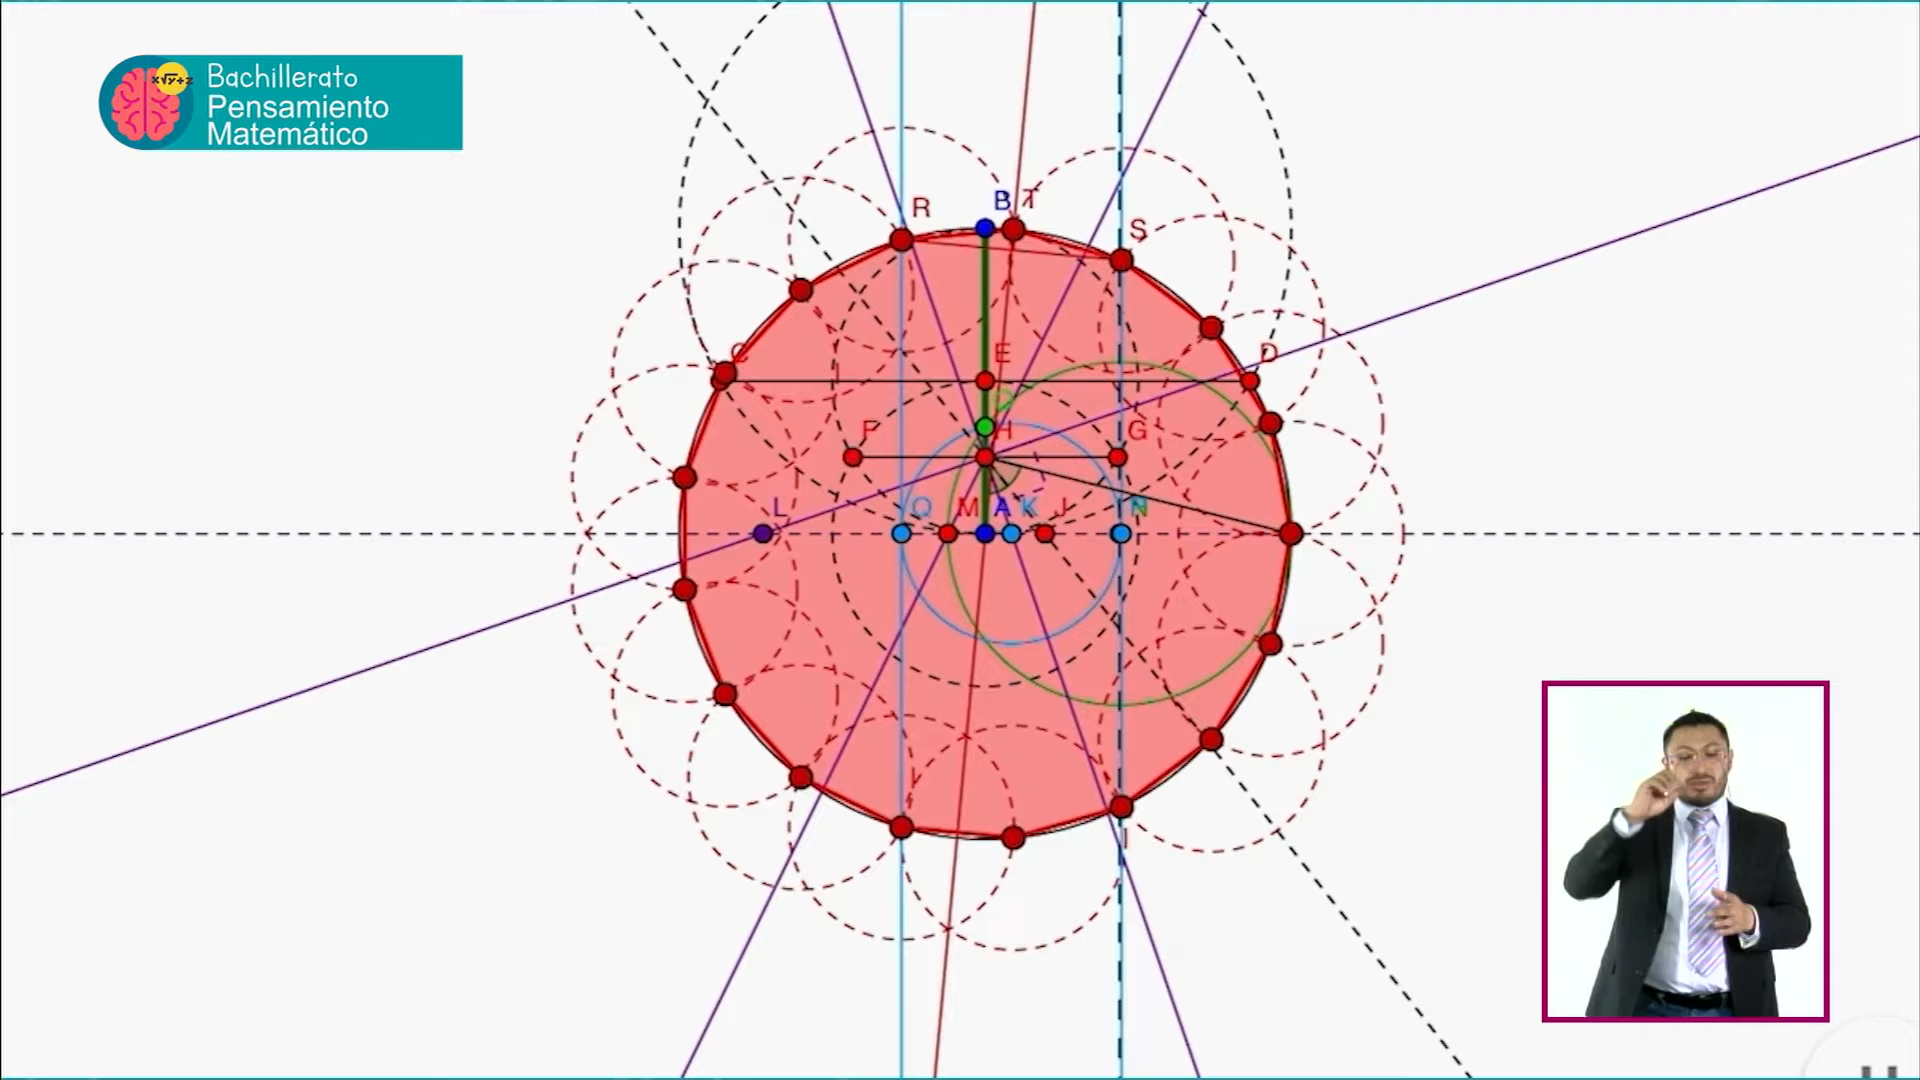 x√y÷z
Bachillerato
Pensamiento
Matemático
R
B
T
S
C
E
D
F
H
G
L
Q
M
A
K
J
N